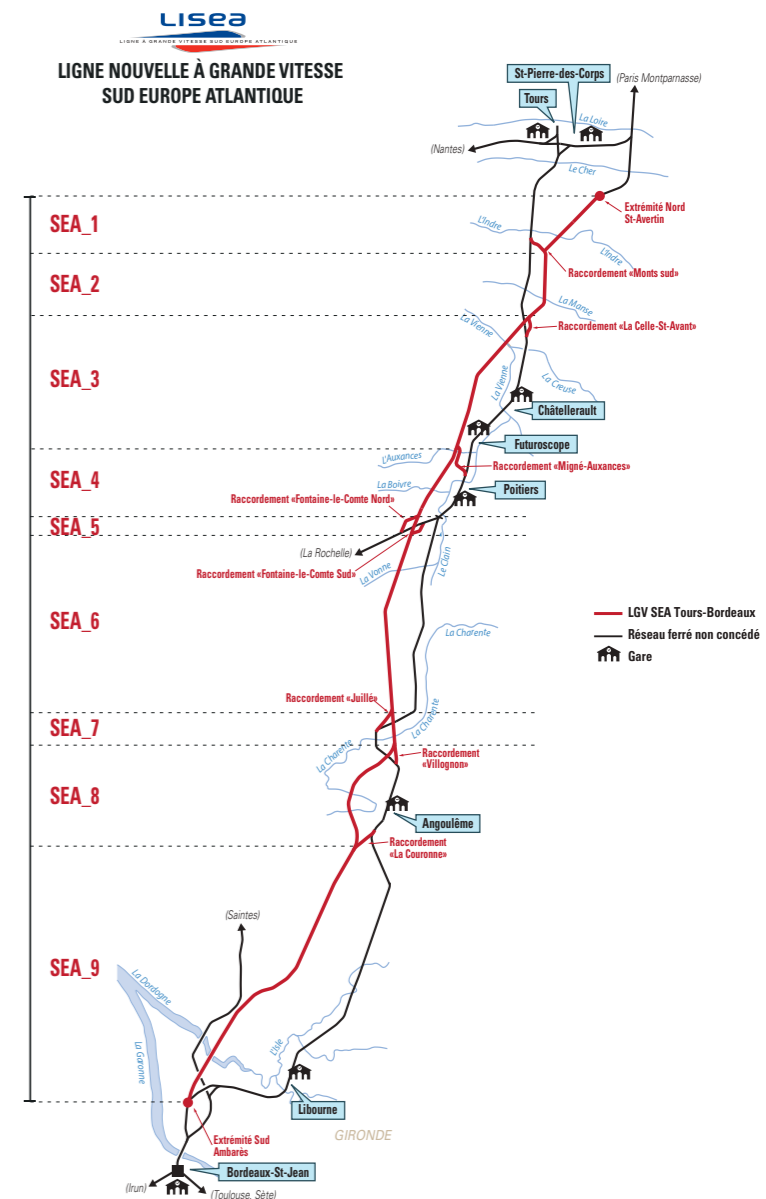 LISEA
LIGNE À GRANDE VITESSE SUD EUROPE ATLANTIQUE
LIGNE NOUVELLE À GRANDE VITESSE
SUD EUROPE ATLANTIQUE
St-Pierre-des-Corps
(Paris Montparnasse)
Tours
La Loire
(Nantes)
Le Cher
Extrémité Nord
St-Avertin
SEA_1
L'Indre
L'Indre
Raccordement «Monts sud»
SEA_2
La Manse
La Vienne
Raccordement «La Celle-St-Avant»
SEA_3
La Vienne
La Creuse
Châtellerault
Futuroscope
L'Auxances
Raccordement «Migné-Auxances»
SEA_4
La Boivre
Poitiers
Raccordement «Fontaine-le-Comte Nord»
SEA_5
(La Rochelle)
Le Clain
Raccordement «Fontaine-le-Comte Sud»
La Vonne
SEA_6
La Charente
LGV SEA Tours-Bordeaux
Réseau ferré non concédé
Gare
Raccordement «Juillé»
SEA_7
La Charente
La Charente
Raccordement
«Villognon»
SEA_8
Angoulême
Raccordement
«La Couronne»
(Saintes)
SEA_9
La Dordogne
La Garonne
L'Isle
Libourne
GIRONDE
Extrémité Sud
Ambarès
Bordeaux-St-Jean
(Irun)
(Toulouse, Sète)